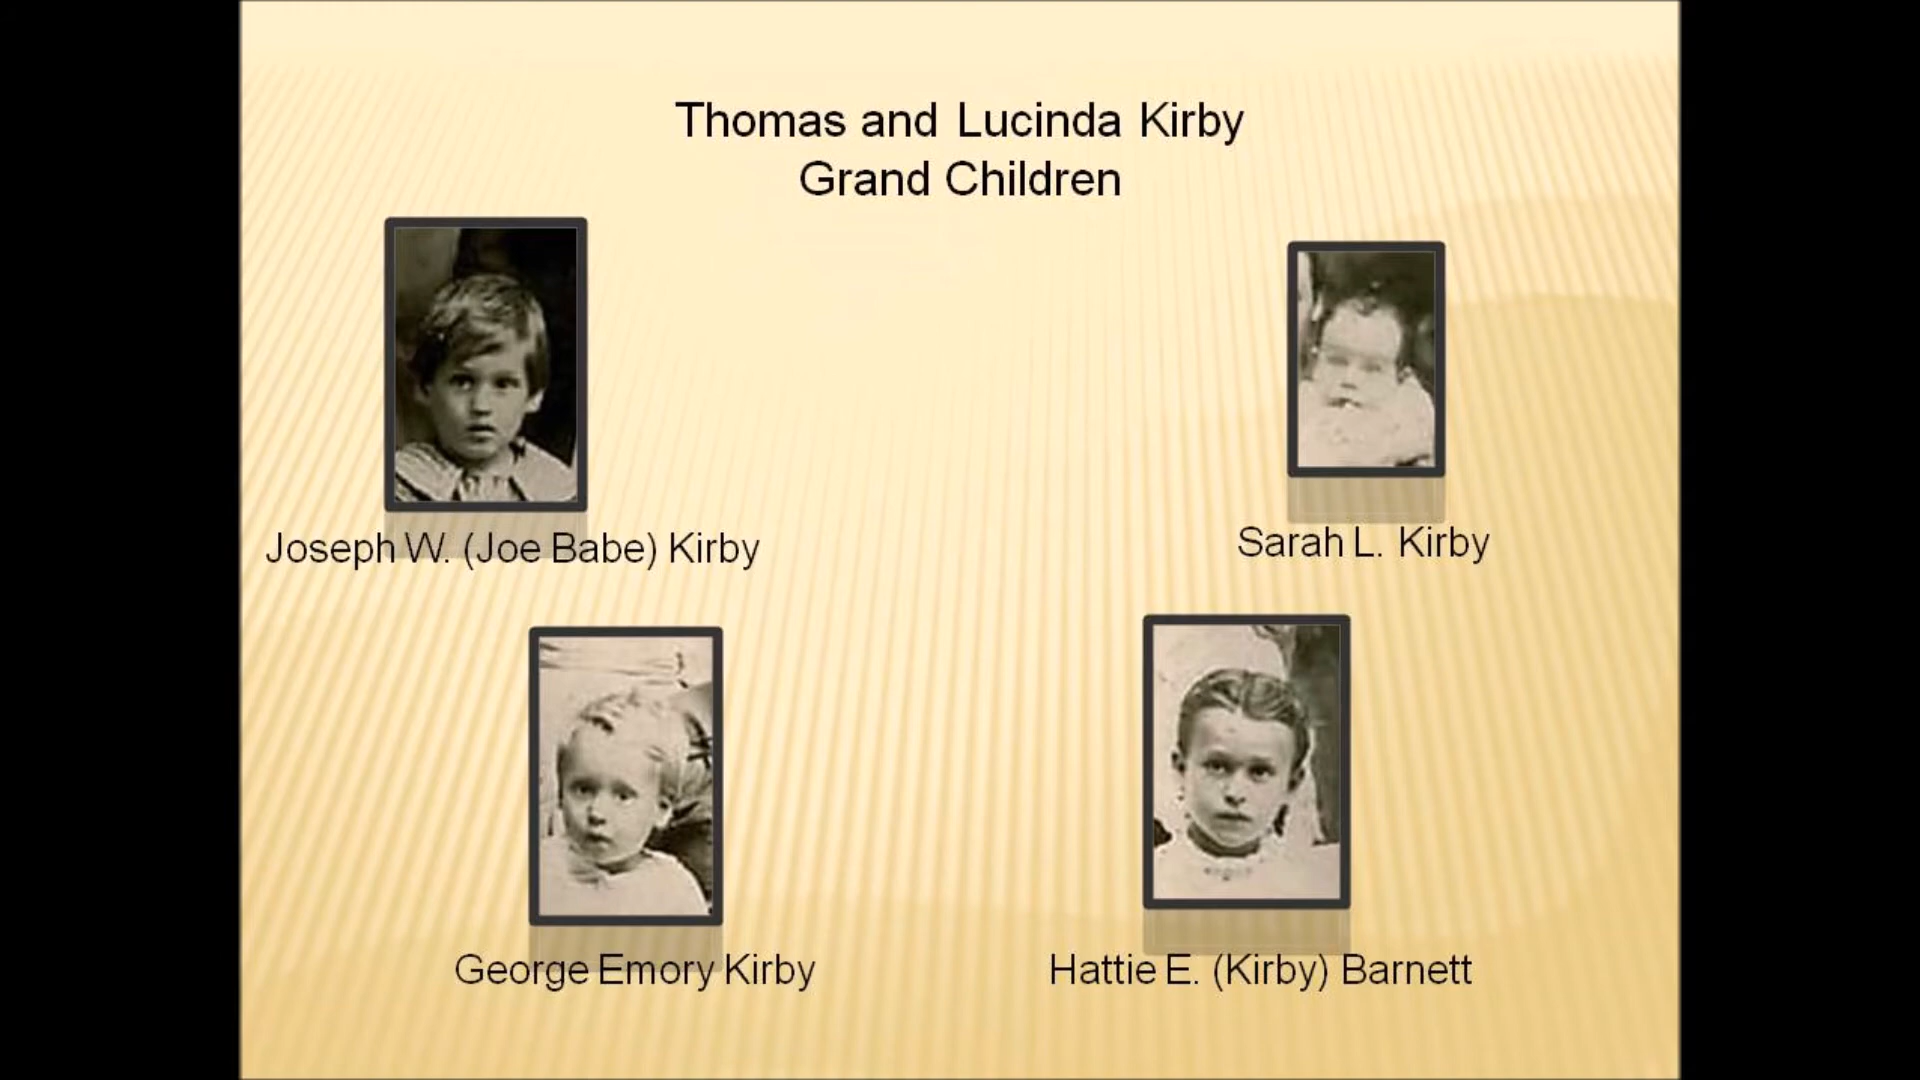 Thomas and Lucinda Kirby
Grand Children
Joseph W. (Joe Babe) Kirby
Sarah L. Kirby
George Emory Kirby
Hattie E. (Kirby) Barnett